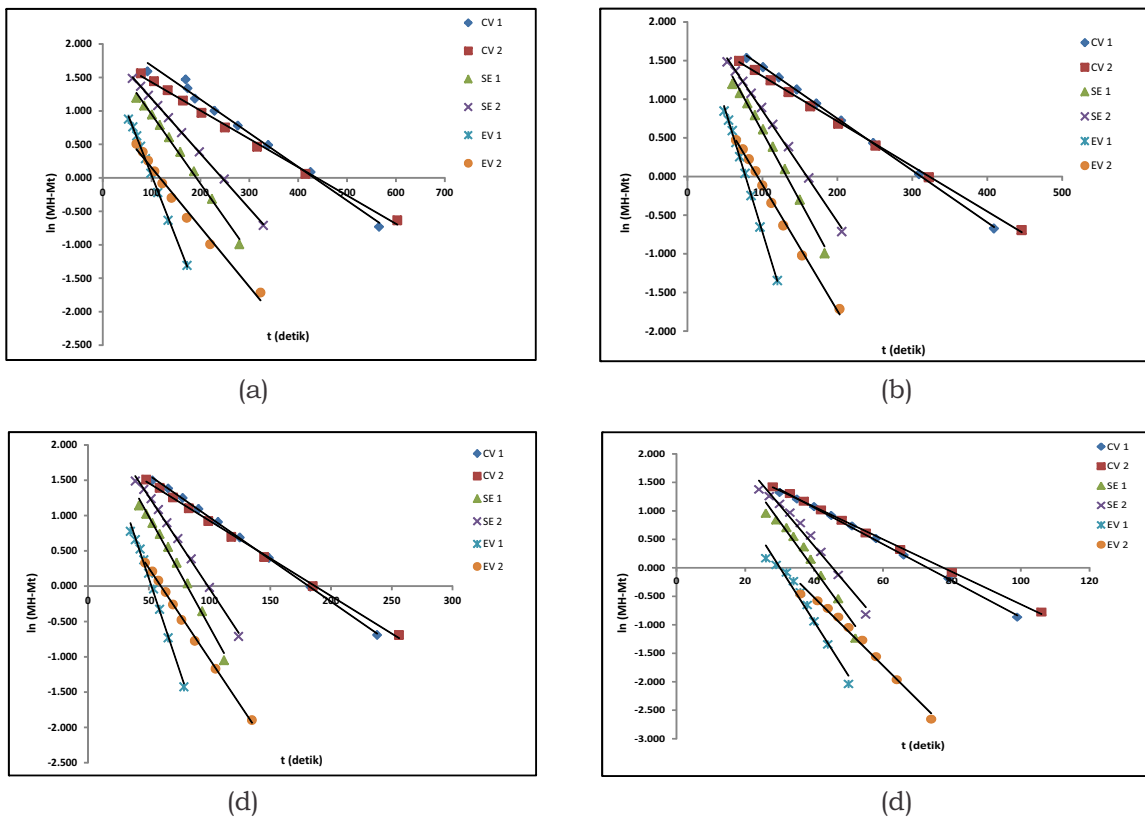 (a)
2.000
1.500
1.000
0.500
0.000
-0.500
-1.000
-1.500
-2.000
-2.500
0 100 200 300 400 500 600 700
ln (MH-Mt)
t (detik)
CV 1
CV 2
SE 1
SE 2
EV 1
EV 2
(b)
2.000
1.500
1.000
0.500
0.000
-0.500
-1.000
-1.500
-2.000
0 100 200 300 400 500
ln (MH-Mt)
t (detik)
CV 1
CV 2
SE 1
SE 2
EV 1
EV 2
(a)
(b)
2.000
1.500
1.000
0.500
0.000
-0.500
-1.000
-1.500
-2.000
-2.500
0 50 100 150 200 250 300
ln (MH-Mt)
t (detik)
CV 1
CV 2
SE 1
SE 2
EV 1
EV 2
(d)
2.000
1.500
1.000
0.500
0.000
-0.500
-1.000
-1.500
-2.000
-2.500
-3.000
0 20 40 60 80 100 120
ln (MH-Mt)
t (detik)
CV 1
CV 2
SE 1
SE 2
EV 1
EV 2
(d)